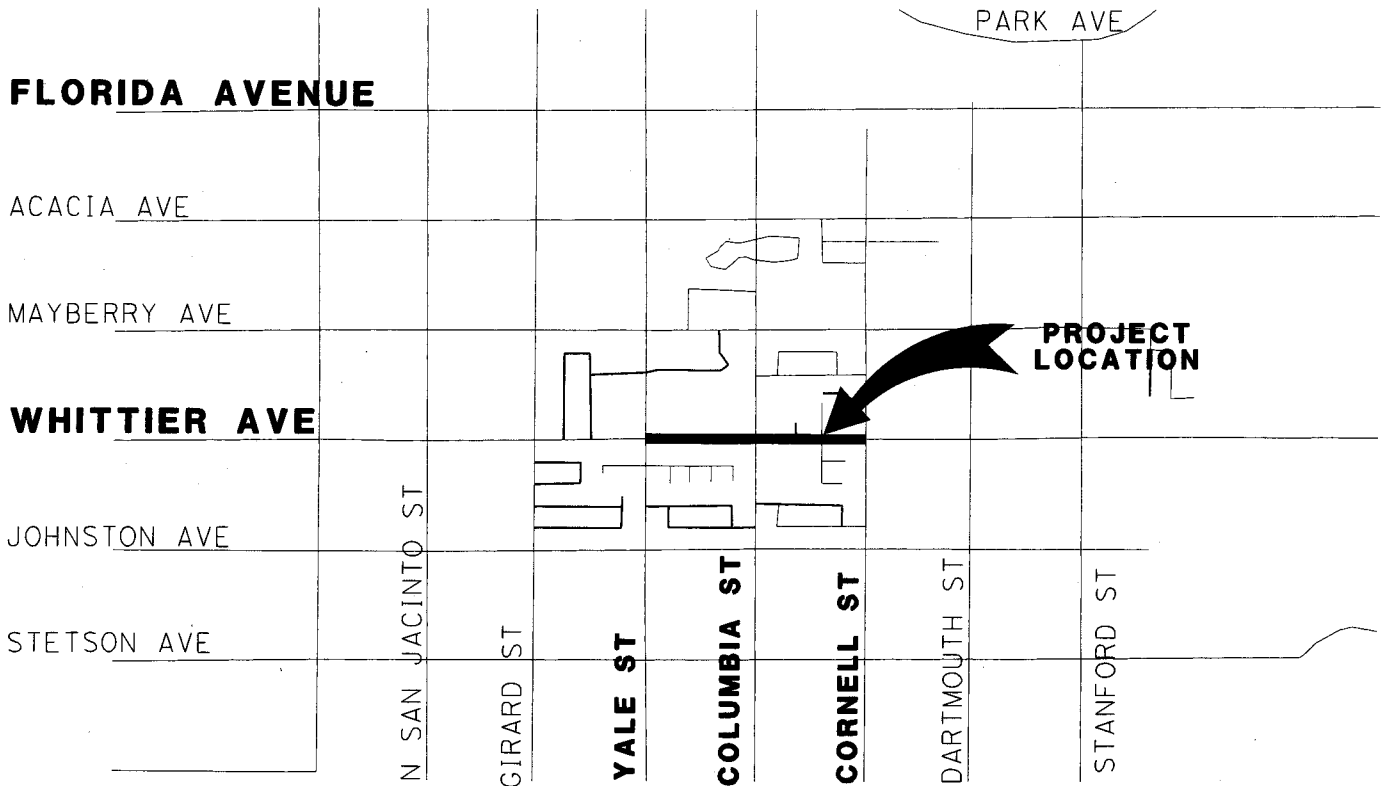 PARK AVE
FLORIDA AVENUE
ACACIA AVE
MAYBERRY AVE
PROJECT
LOCATION
WHITTIER AVE
JOHNSTON AVE
STETSON AVE
N SAN JACINTO ST
GIRARD ST
YALE ST
COLUMBIA ST
CORNELL ST
DARTMOUTH ST
STANFORD ST